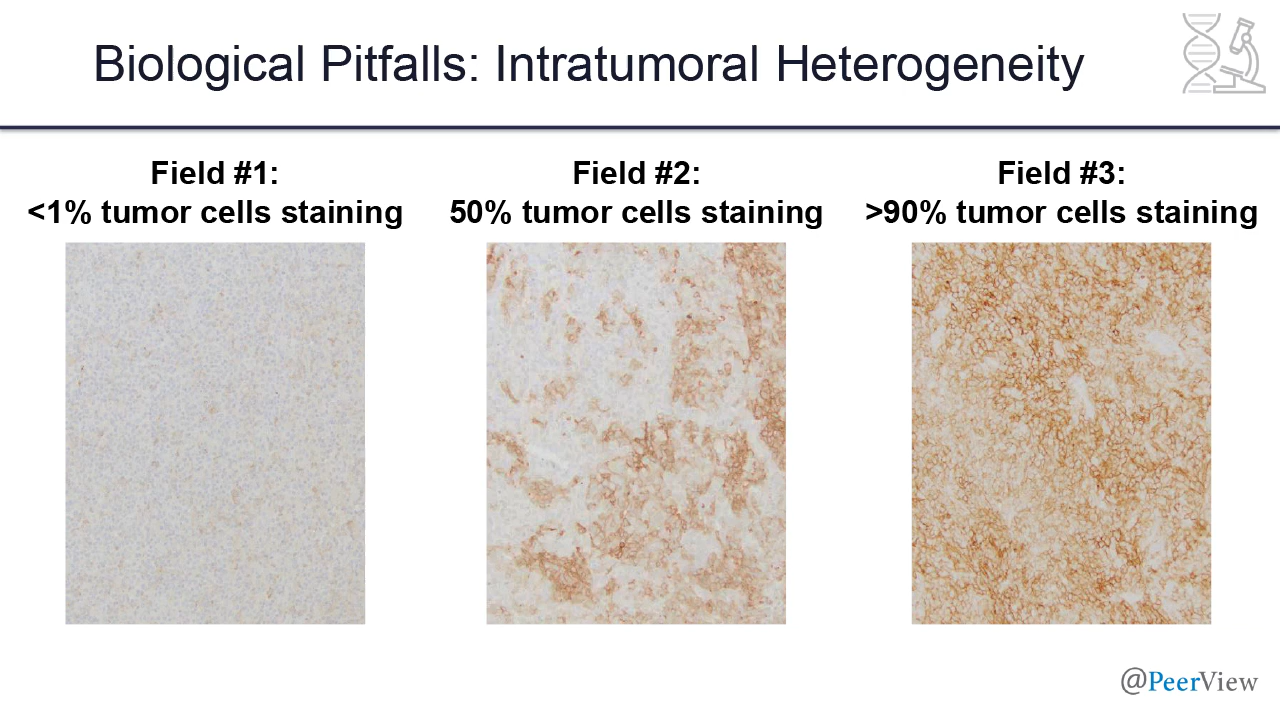 Biological Pitfalls: Intratumoral Heterogeneity
Field #1:
<1% tumor cells staining
Field #2:
50% tumor cells staining
Field #3:
>90% tumor cells staining
@PeerView